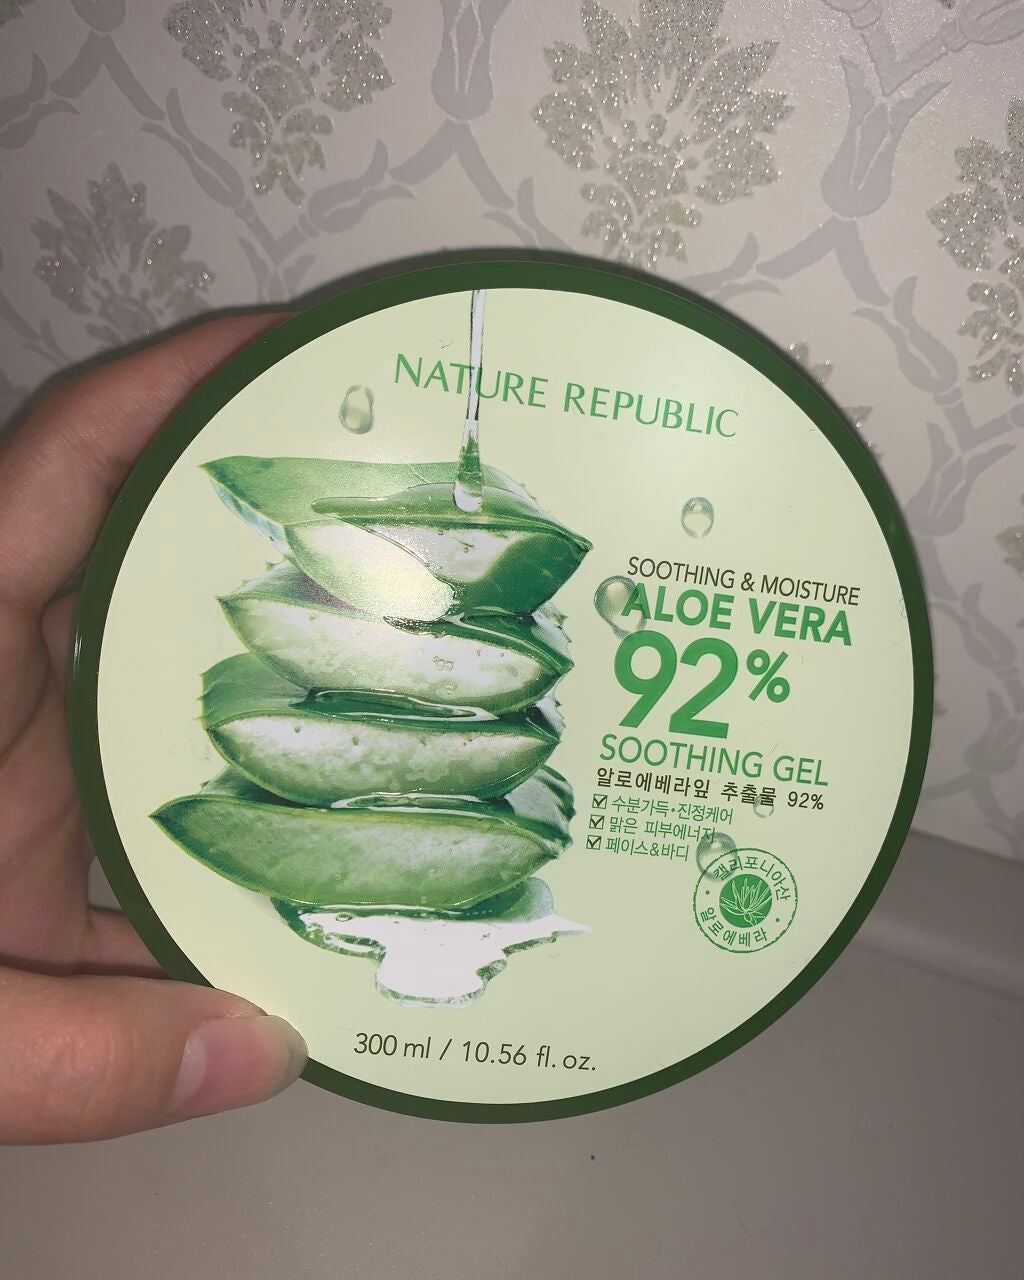 NATURE REPUBLIC
SOOTHING & MOISTURE
ALOE VERA
92%
SOOTHING GEL
알로에베라잎 추출물 92%
☑ 수분가득·진정케어
☑ 맑은 피부에너지
☑ 페이스&바디
캘리포니아산
알로에베라
300 ml / 10.56 fl. oz.